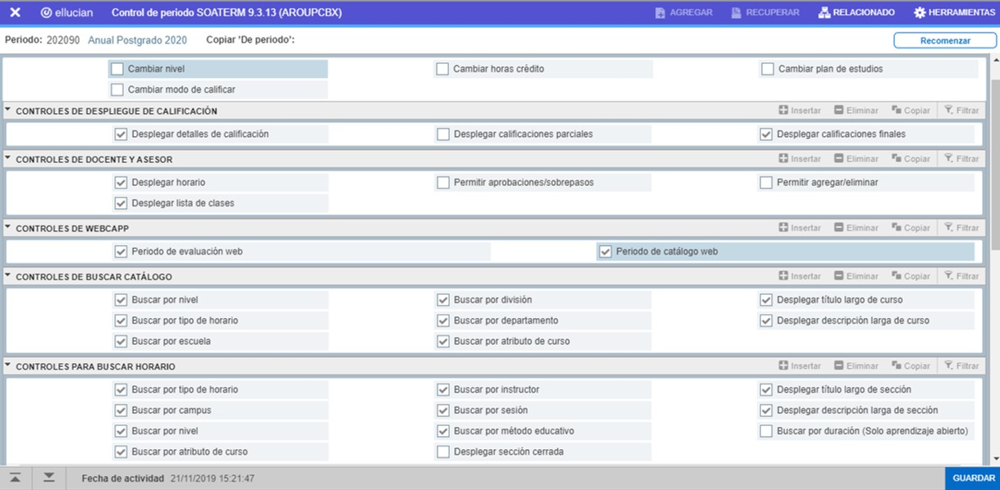 ellucian Control de periodo SOATERM 9.3.13 (AROUPCBX) AGREGAR RECUPERAR RELACIONADO HERRAMIENTAS
Periodo: 202090 Anual Postgrado 2020 Copiar 'De periodo': Recomenzar
Cambiar nivel Cambiar horas crédito Cambiar plan de estudios
Cambiar modo de calificar
CONTROLES DE DESPLIEGUE DE CALIFICACIÓN Insertar Eliminar Copiar Filtrar
Desplegar detalles de calificación Desplegar calificaciones parciales Desplegar calificaciones finales
CONTROLES DE DOCENTE Y ASESOR Insertar Eliminar Copiar Filtrar
Desplegar horario Permitir aprobaciones/sobrepasos Permitir agregar/eliminar
Desplegar lista de clases
CONTROLES DE WEBCAPP Insertar Eliminar Copiar Filtrar
Periodo de evaluación web Periodo de catálogo web
CONTROLES DE BUSCAR CATÁLOGO Insertar Eliminar Copiar Filtrar
Buscar por nivel Buscar por división Desplegar título largo de curso
Buscar por tipo de horario Buscar por departamento Desplegar descripción larga de curso
Buscar por escuela Buscar por atributo de curso
CONTROLES PARA BUSCAR HORARIO Insertar Eliminar Copiar Filtrar
Buscar por tipo de horario Buscar por instructor Desplegar título largo de sección
Buscar por campus Buscar por sesión Desplegar descripción larga de sección
Buscar por nivel Buscar por método educativo Buscar por duración (Solo aprendizaje abierto)
Buscar por atributo de curso Desplegar sección cerrada
Fecha de actividad 21/11/2019 15:21:47 GUARDAR